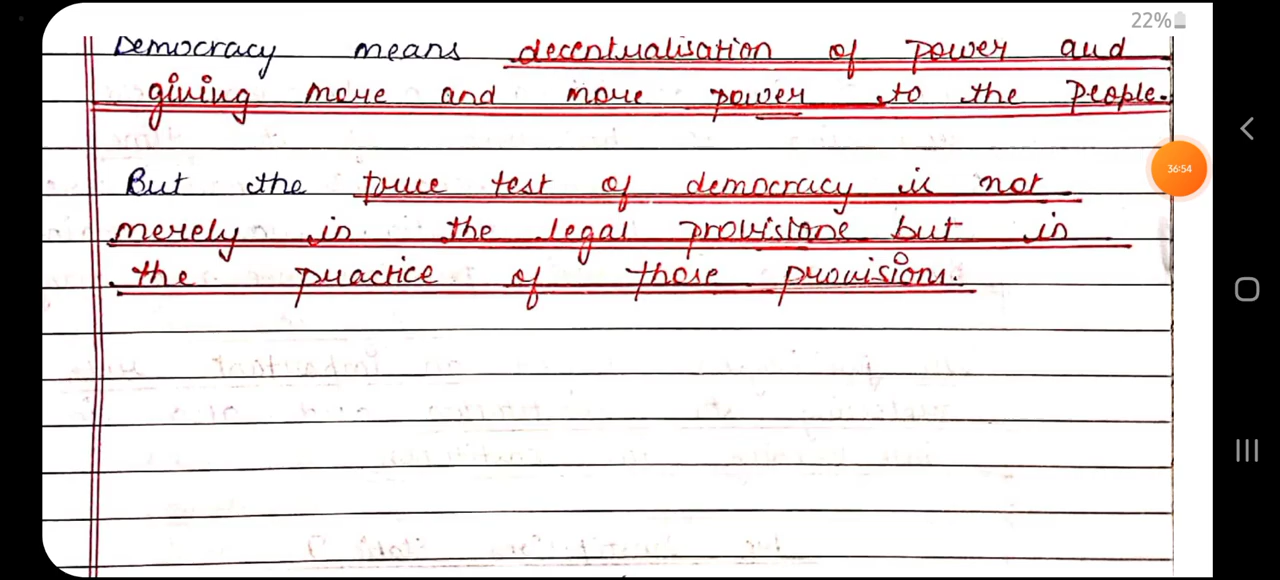 22%
Democracy means decentralisation of power and
giving more and more power to the people.
36:54
But the true test of democracy is not
merely in the legal provisions but in
the practice of those provisions.